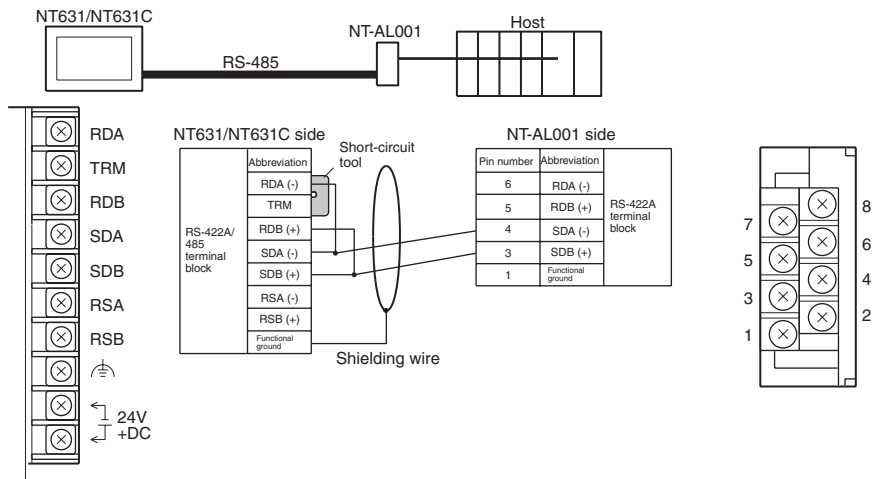 NT631/NT631C
NT-AL001
Host
RS-485
RDA
TRM
RDB
SDA
SDB
RSA
RSB
24V
+DC
NT631/NT631C side
Short-circuit
tool
RS-422A/
485
terminal
block
Abbreviation
RDA (-)
TRM
RDB (+)
SDA (-)
SDB (+)
RSA (-)
RSB (+)
Functional
ground
Shielding wire
NT-AL001 side
Pin number Abbreviation
6 RDA (-)
5 RDB (+)
4 SDA (-)
3 SDB (+)
1 Functional
ground
RS-422A
terminal
block
7
5
3
1
8
6
4
2